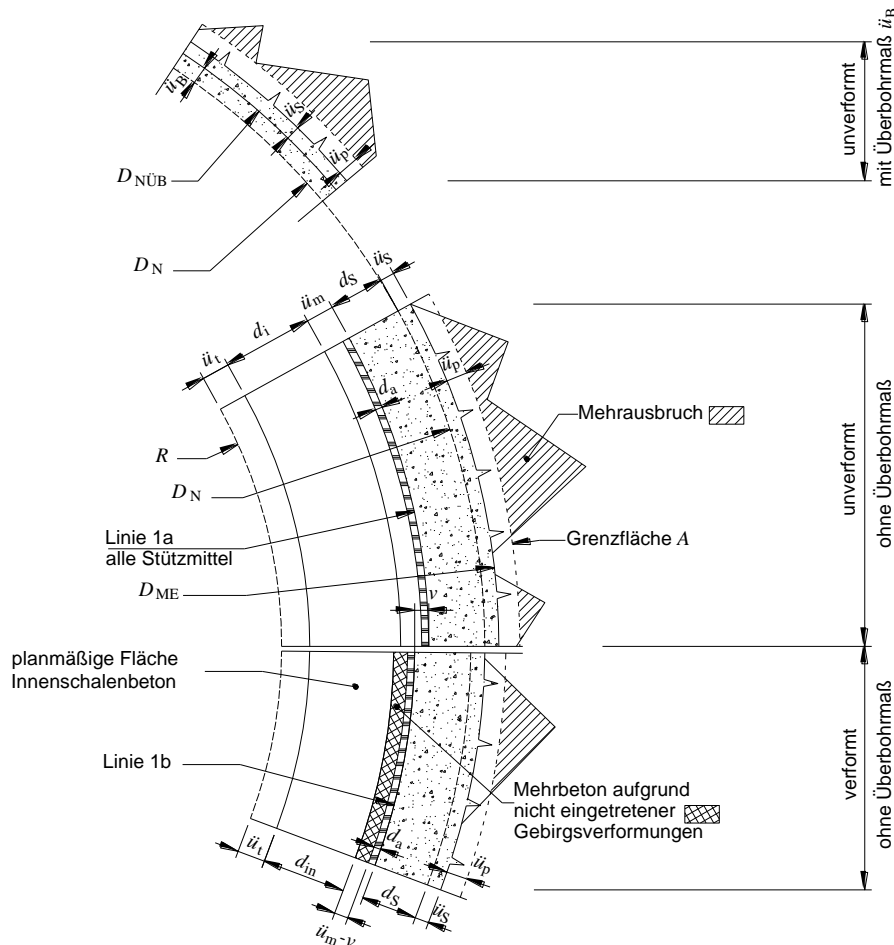 ü_B
ü_S
ü_p
D_NÜB
D_N
unverformt
mit Überbohrmaß ü_B
ü_t
d_i
ü_m
d_S
ü_S
ü_p
d_a
R
D_N
Mehrausbruch
Linie 1a
alle Stützmittel
Grenzfläche A
D_ME
v
unverformt
ohne Überbohrmaß
planmäßige Fläche
Innenschalenbeton
Linie 1b
Mehrbeton aufgrund
nicht eingetretener
Gebirgsverformungen
verformt
ohne Überbohrmaß
ü_t
d_in
d_a
ü_p
d_S
ü_S
ü_m-v